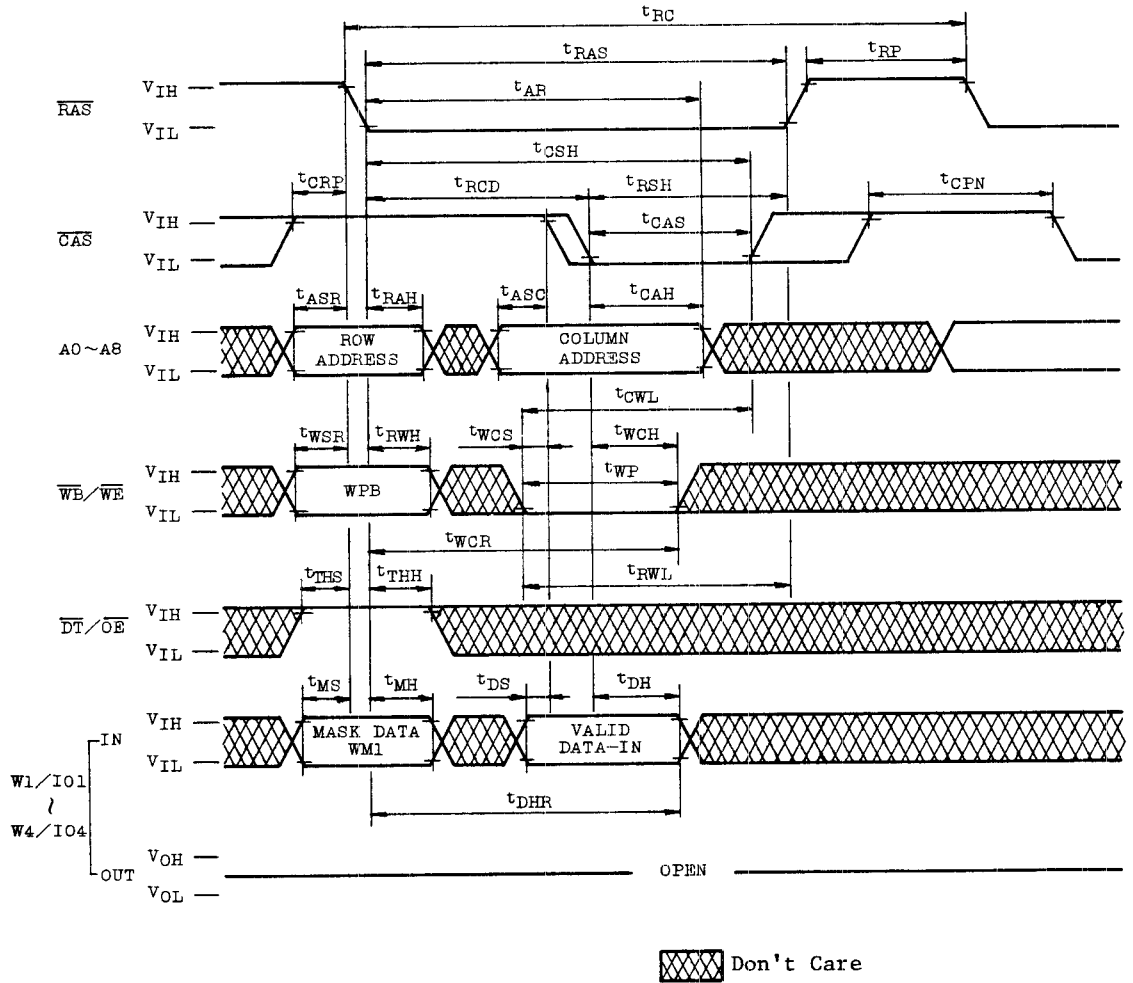 tRC
tRAS
tRP
VIH
tAR
RAS
VIL
tCSH
tCRP
tRCD
tRSH
tCPN
VIH
tCAS
CAS
VIL
tASR
tRAH
tASC
tCAH
VIH
A0~A8
ROW
ADDRESS
COLUMN
ADDRESS
VIL
tCWL
tWSR
tRWH
tWCS
tWCH
VIH
WB/WE
WPB
tWP
VIL
tWCR
tRWL
tTHS
tTHH
VIH
DT/OE
VIL
tMS
tMH
tDS
tDH
VIH
IN
MASK DATA
WM1
VALID
DATA-IN
VIL
W1/IO1
~
W4/IO4
tDHR
VOH
OUT
OPEN
VOL
Don't Care